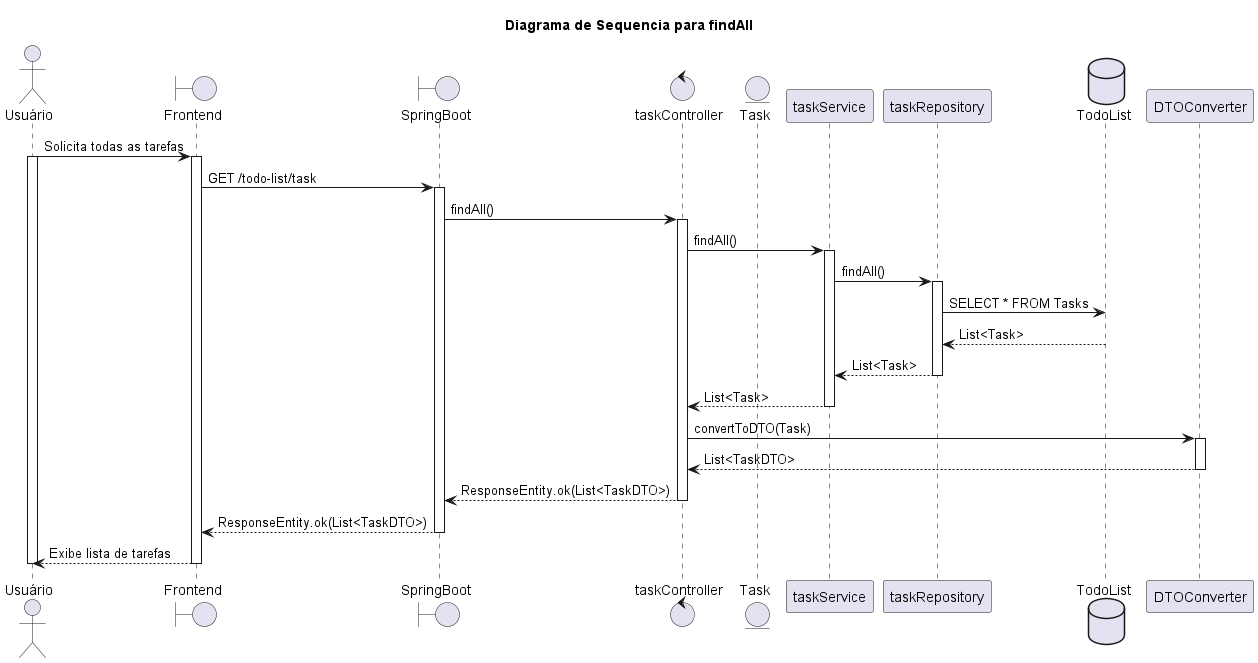 Diagrama de Sequencia para findAll
Usuário
Frontend
SpringBoot
taskController
Task
taskService
taskRepository
TodoList
DTOConverter
Solicita todas as tarefas
GET /todo-list/task
findAll()
findAll()
findAll()
SELECT * FROM Tasks
List<Task>
List<Task>
List<Task>
convertToDTO(Task)
List<TaskDTO>
ResponseEntity.ok(List<TaskDTO>)
ResponseEntity.ok(List<TaskDTO>)
Exibe lista de tarefas
Usuário
Frontend
SpringBoot
taskController
Task
taskService
taskRepository
TodoList
DTOConverter